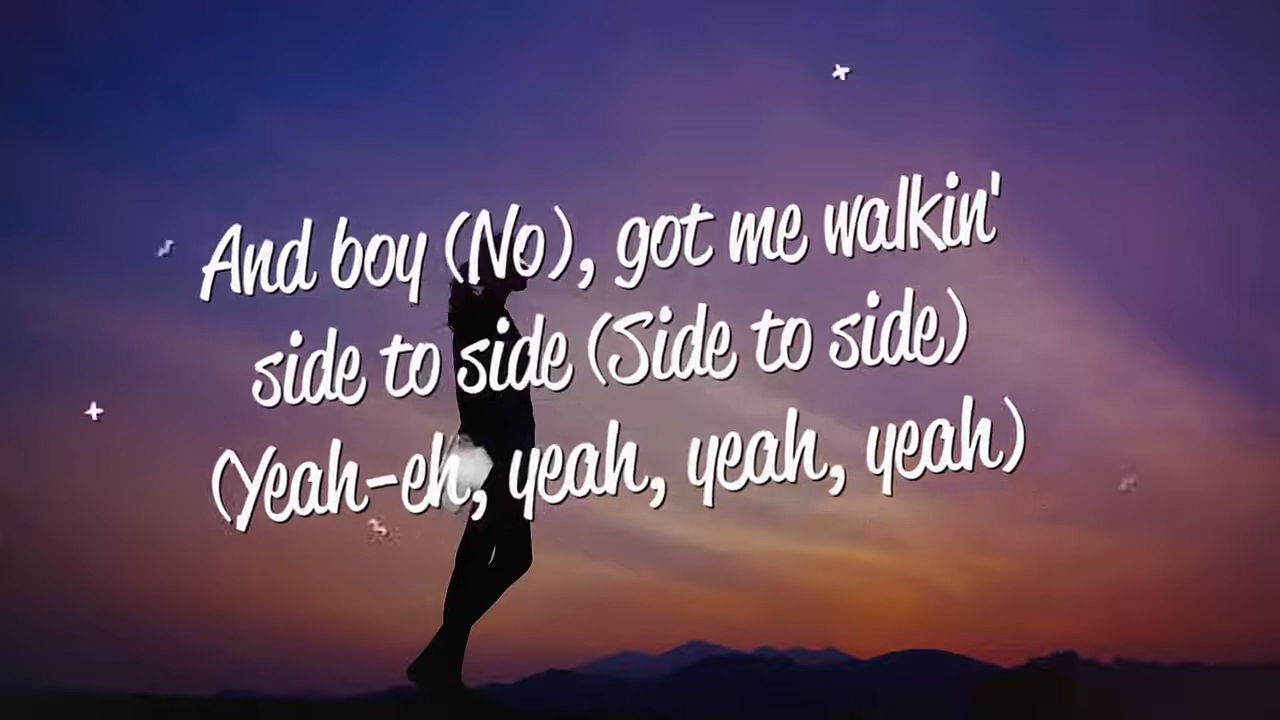 And boy (No), got me walkin'
side to side (Side to side)
(Yeah-eh, yeah, yeah, yeah)